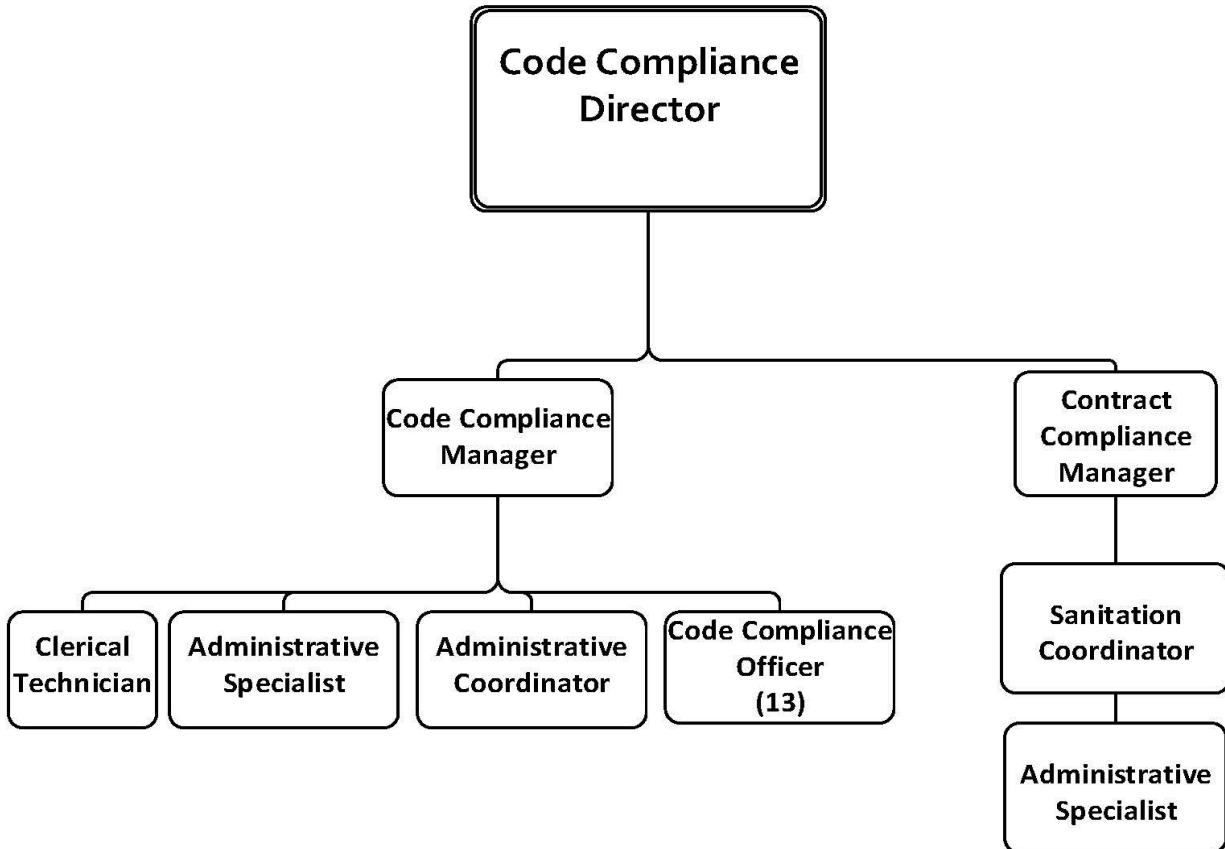 Code Compliance
Director
Code Compliance
Manager
Contract
Compliance
Manager
Clerical
Technician
Administrative
Specialist
Administrative
Coordinator
Code Compliance
Officer
(13)
Sanitation
Coordinator
Administrative
Specialist